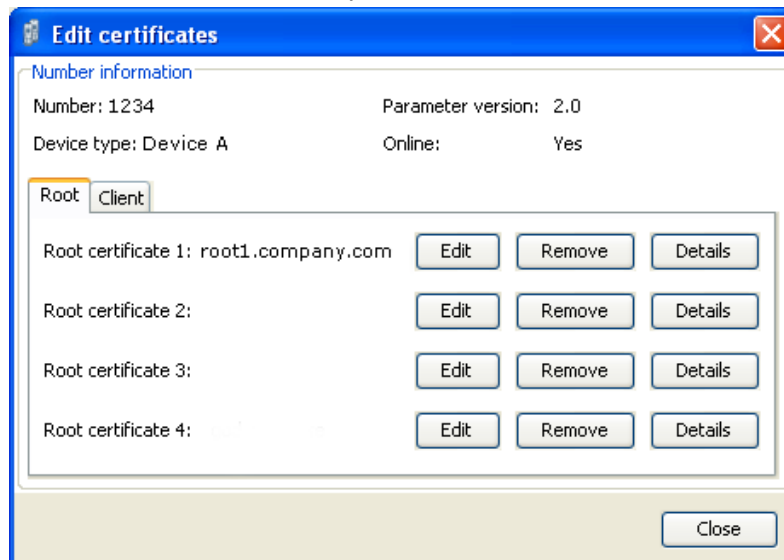 Edit certificates
Number information
Number: 1234 Parameter version: 2.0
Device type: Device A Online: Yes
Root Client
Root certificate 1: root1.company.com Edit Remove Details
Root certificate 2: Edit Remove Details
Root certificate 3: Edit Remove Details
Root certificate 4: Edit Remove Details
Close